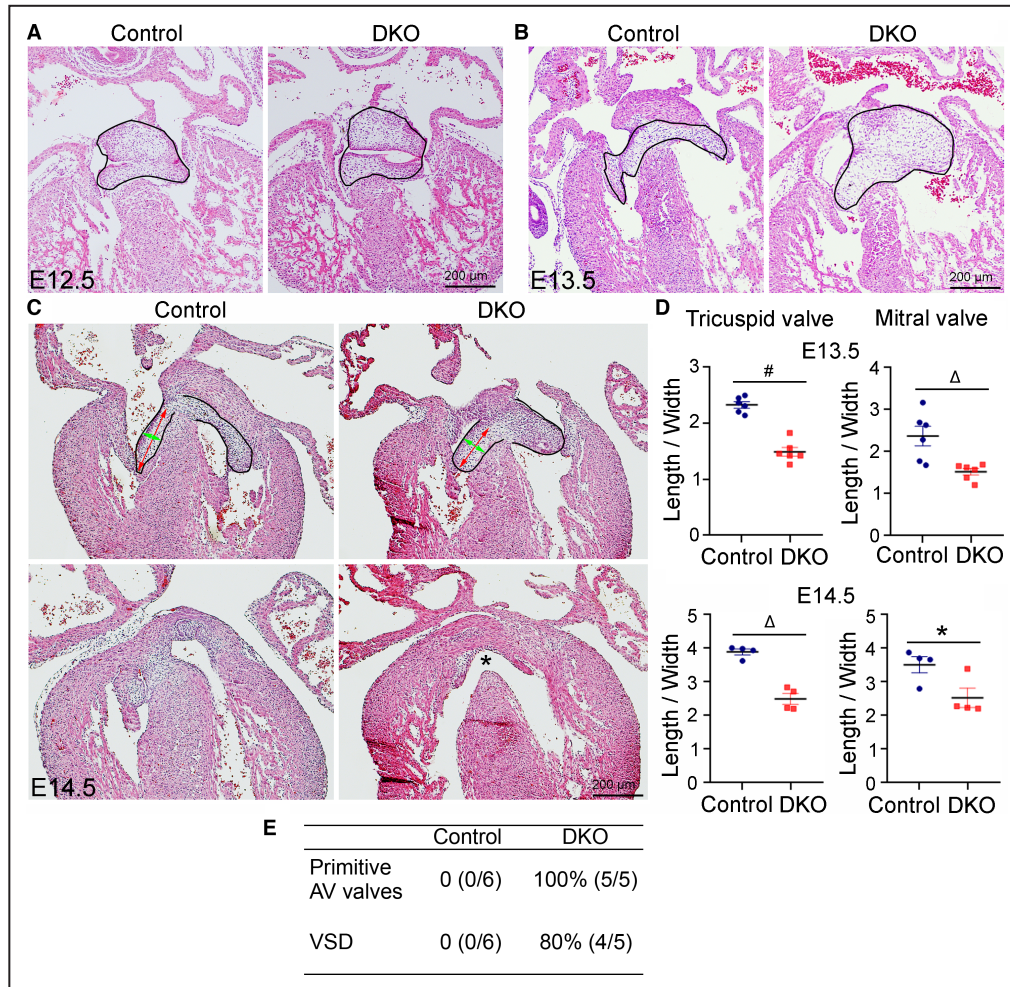 A
Control
DKO
E12.5
200 µm
B
Control
DKO
E13.5
200 µm
C
Control
DKO
E14.5
*
200 µm
D
Tricuspid valve
Mitral valve
E13.5
#
Length / Width
3
2
1
0
Control DKO
Δ
Length / Width
4
3
2
1
0
Control DKO
E14.5
Δ
Length / Width
5
4
3
2
1
0
Control DKO
*
Length / Width
5
4
3
2
1
0
Control DKO
E
Control DKO
Primitive
AV valves
0 (0/6) 100% (5/5)
VSD 0 (0/6) 80% (4/5)